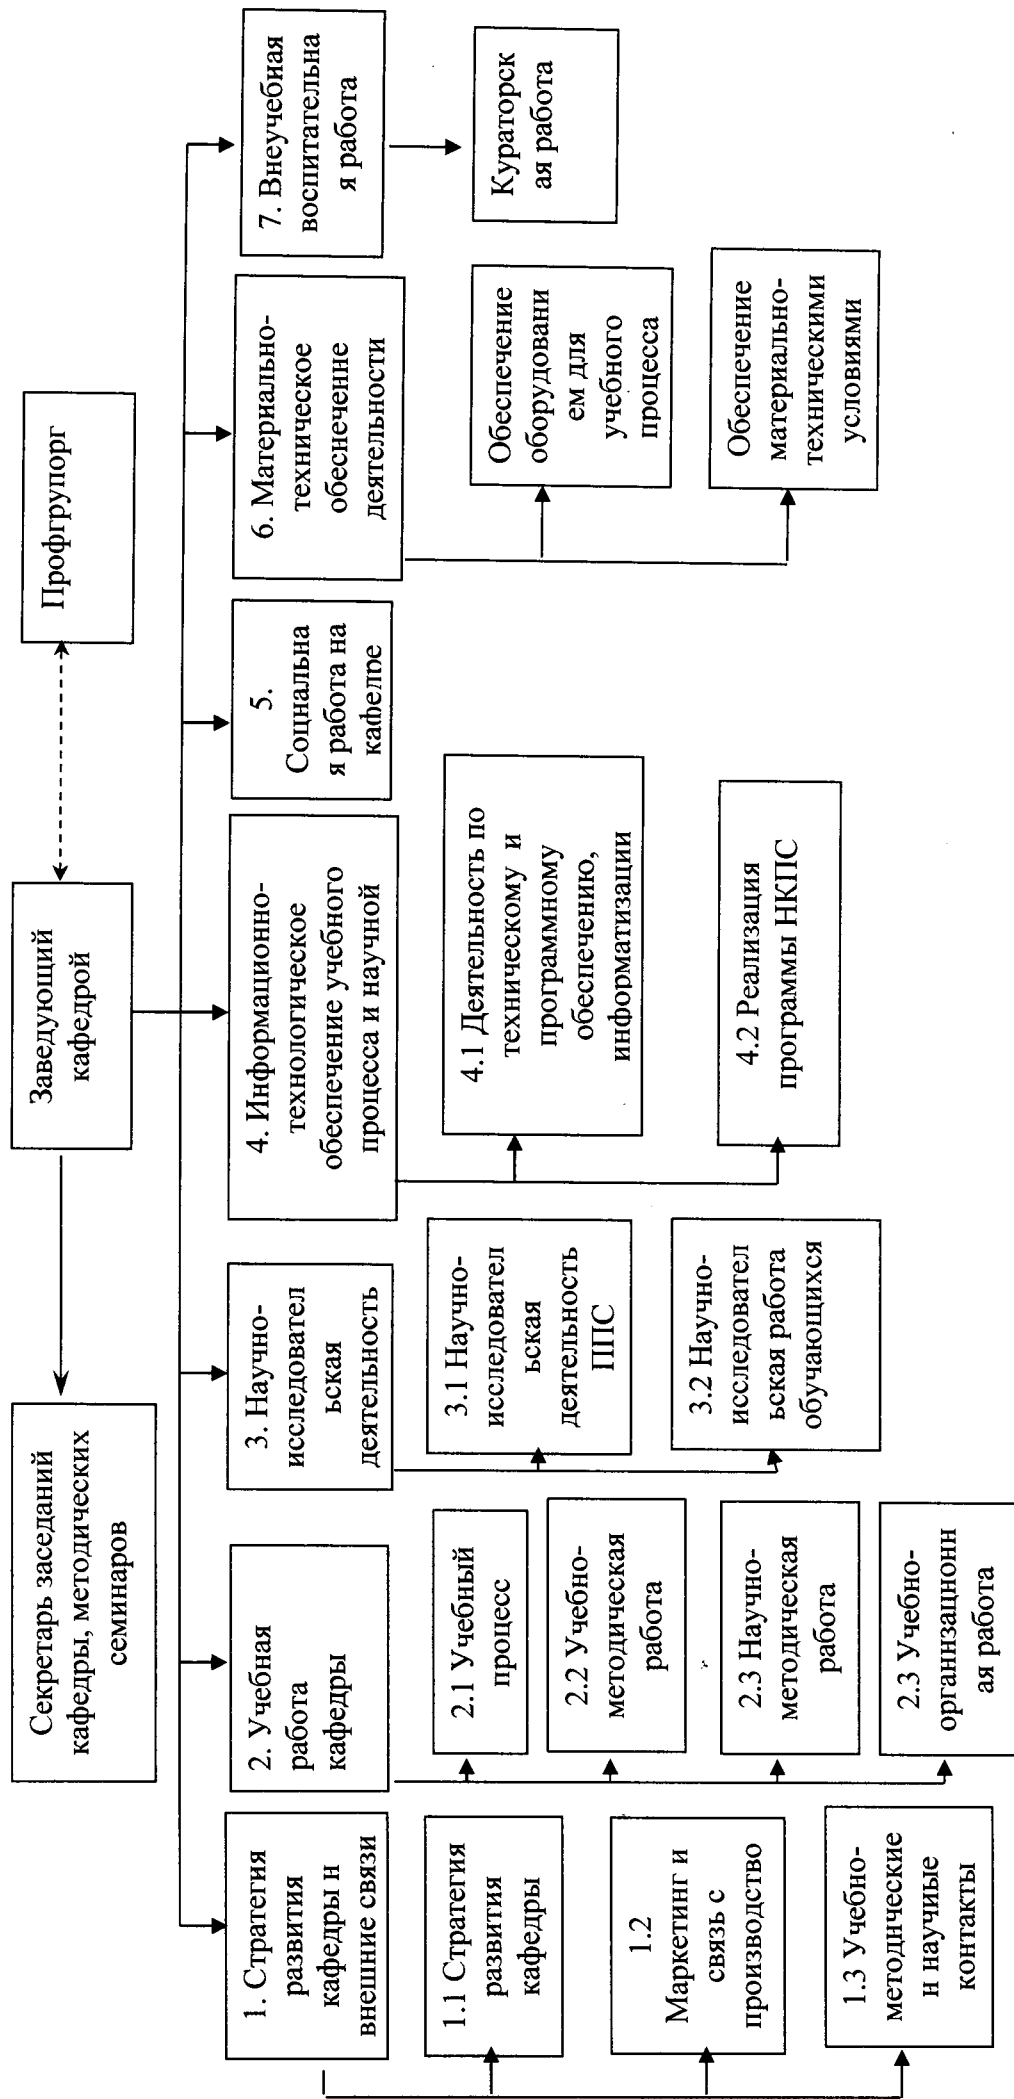 Секретарь заседаний
кафедры, методических
семинаров
Заведующий
кафедрой
Профгрупорг
1. Стратегия
развития
кафедры н
внешние связи
2. Учебная
работа
кафедры
3. Научно-
исследовател
ьская
деятельность
4. Информационно-
технологическое
обеспечение учебного
процесса и научной
5.
Соцнальна
я работа на
кафедре
6. Материально-
техническое
обеснеченне
деятельности
7. Внеучебиая
воспитательна
я работа
1.1 Стратегия
развития
кафедры
1.2
Маркетинг и
связь с
производство
1.3 Учебно-
методнческие
н научиые
контакты
2.1 Учебный
процесс
2.2 Учебно-
методическая
работа
2.3 Научно-
методическая
работа
2.3 Учебно-
органнзационн
ая работа
3.1 Научно-
исследовател
ьская
деятельность
ППС
3.2 Научно-
исследовател
ьская работа
обучающихся
4.1 Деятельность по
техническому и
программному
обеспечению,
информатизации
4.2 Реализация
программы НКПС
Обеспечение
оборудовани
ем для
учебного
процесса
Обеспечение
материально-
техническими
условиями
Кураторск
ая работа